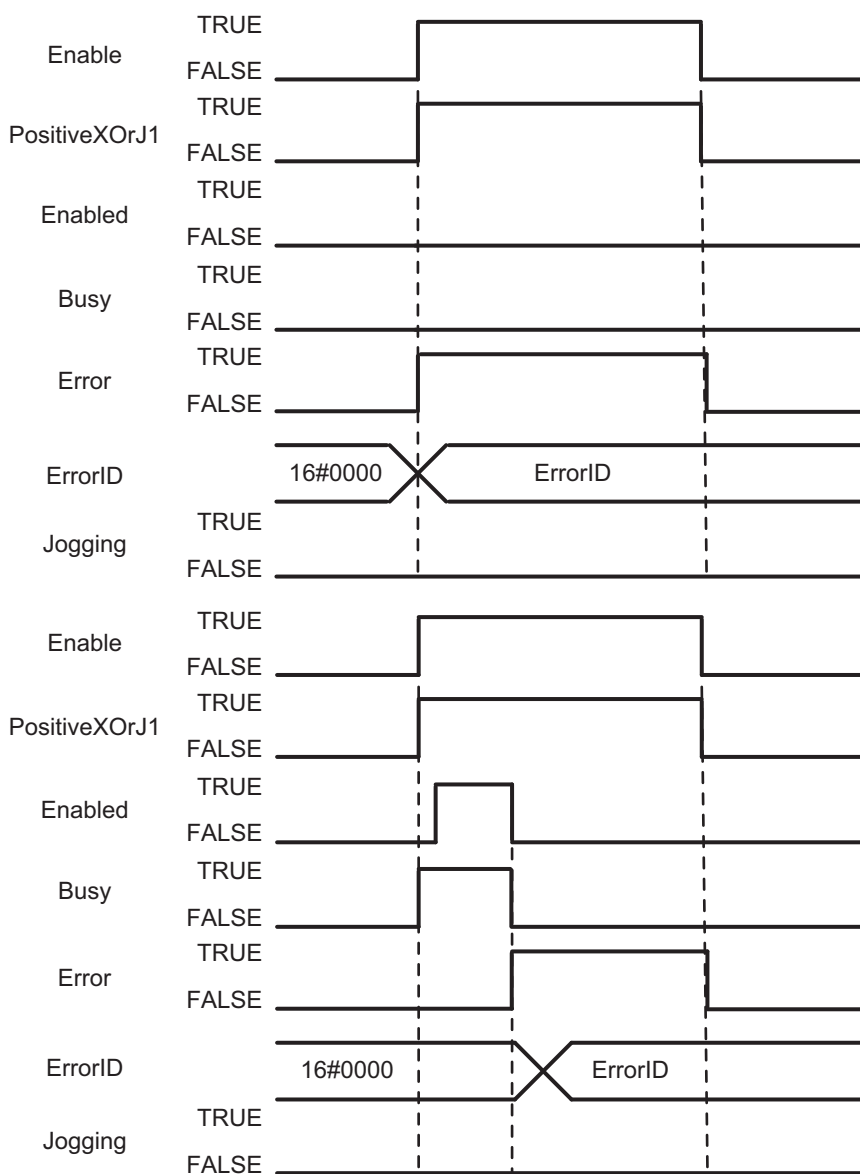 TRUE
Enable
FALSE
TRUE
PositiveXOrJ1
FALSE
TRUE
Enabled
FALSE
TRUE
Busy
FALSE
TRUE
Error
FALSE
ErrorID 16#0000 ErrorID
TRUE
Jogging
FALSE
TRUE
Enable
FALSE
TRUE
PositiveXOrJ1
FALSE
TRUE
Enabled
FALSE
TRUE
Busy
FALSE
TRUE
Error
FALSE
ErrorID 16#0000 ErrorID
TRUE
Jogging
FALSE